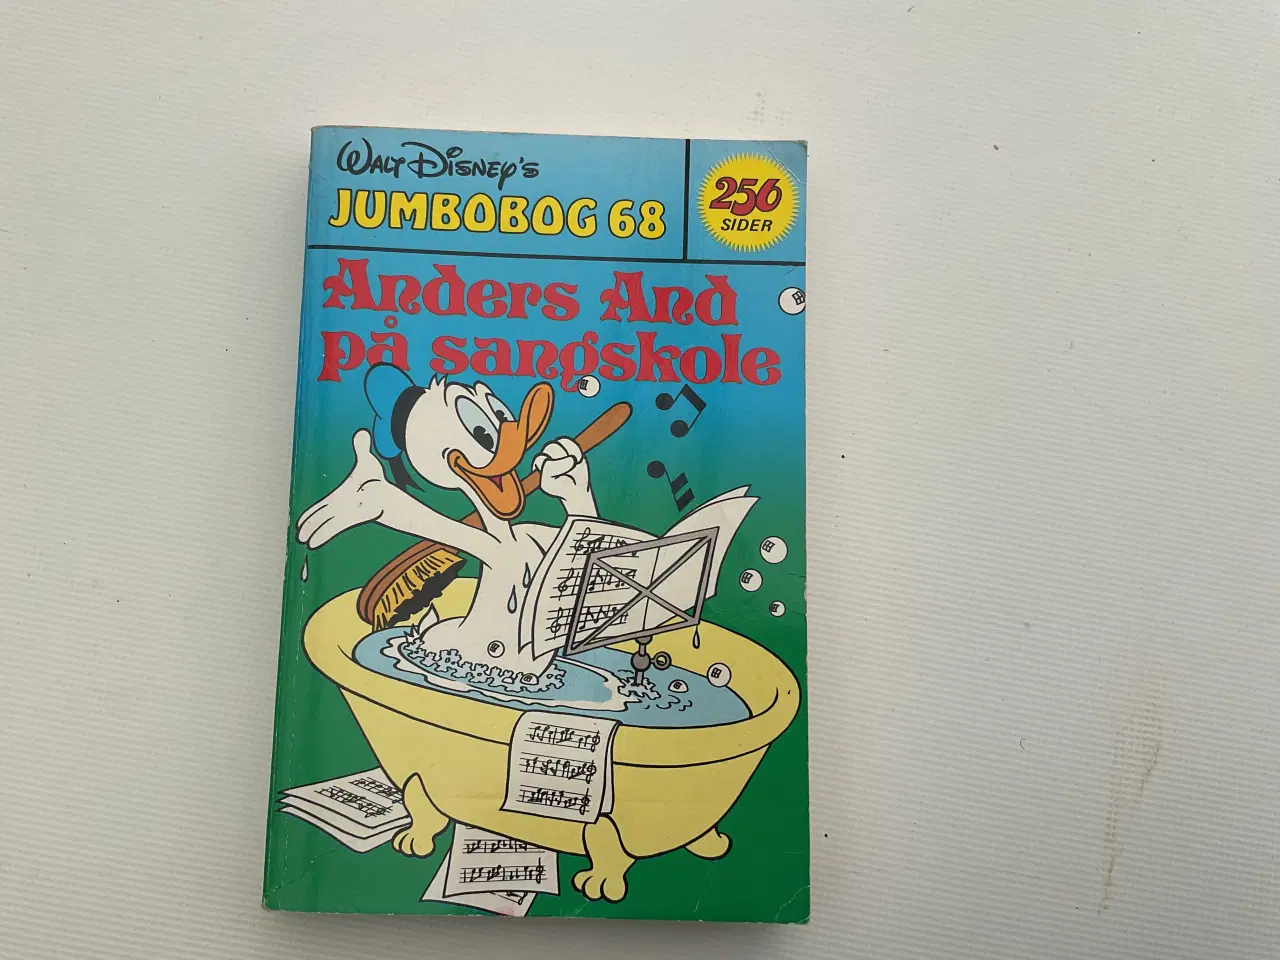 WALT DISNEY'S
JUMBOBOG 68
256
SIDER
Anders And
på sangskole